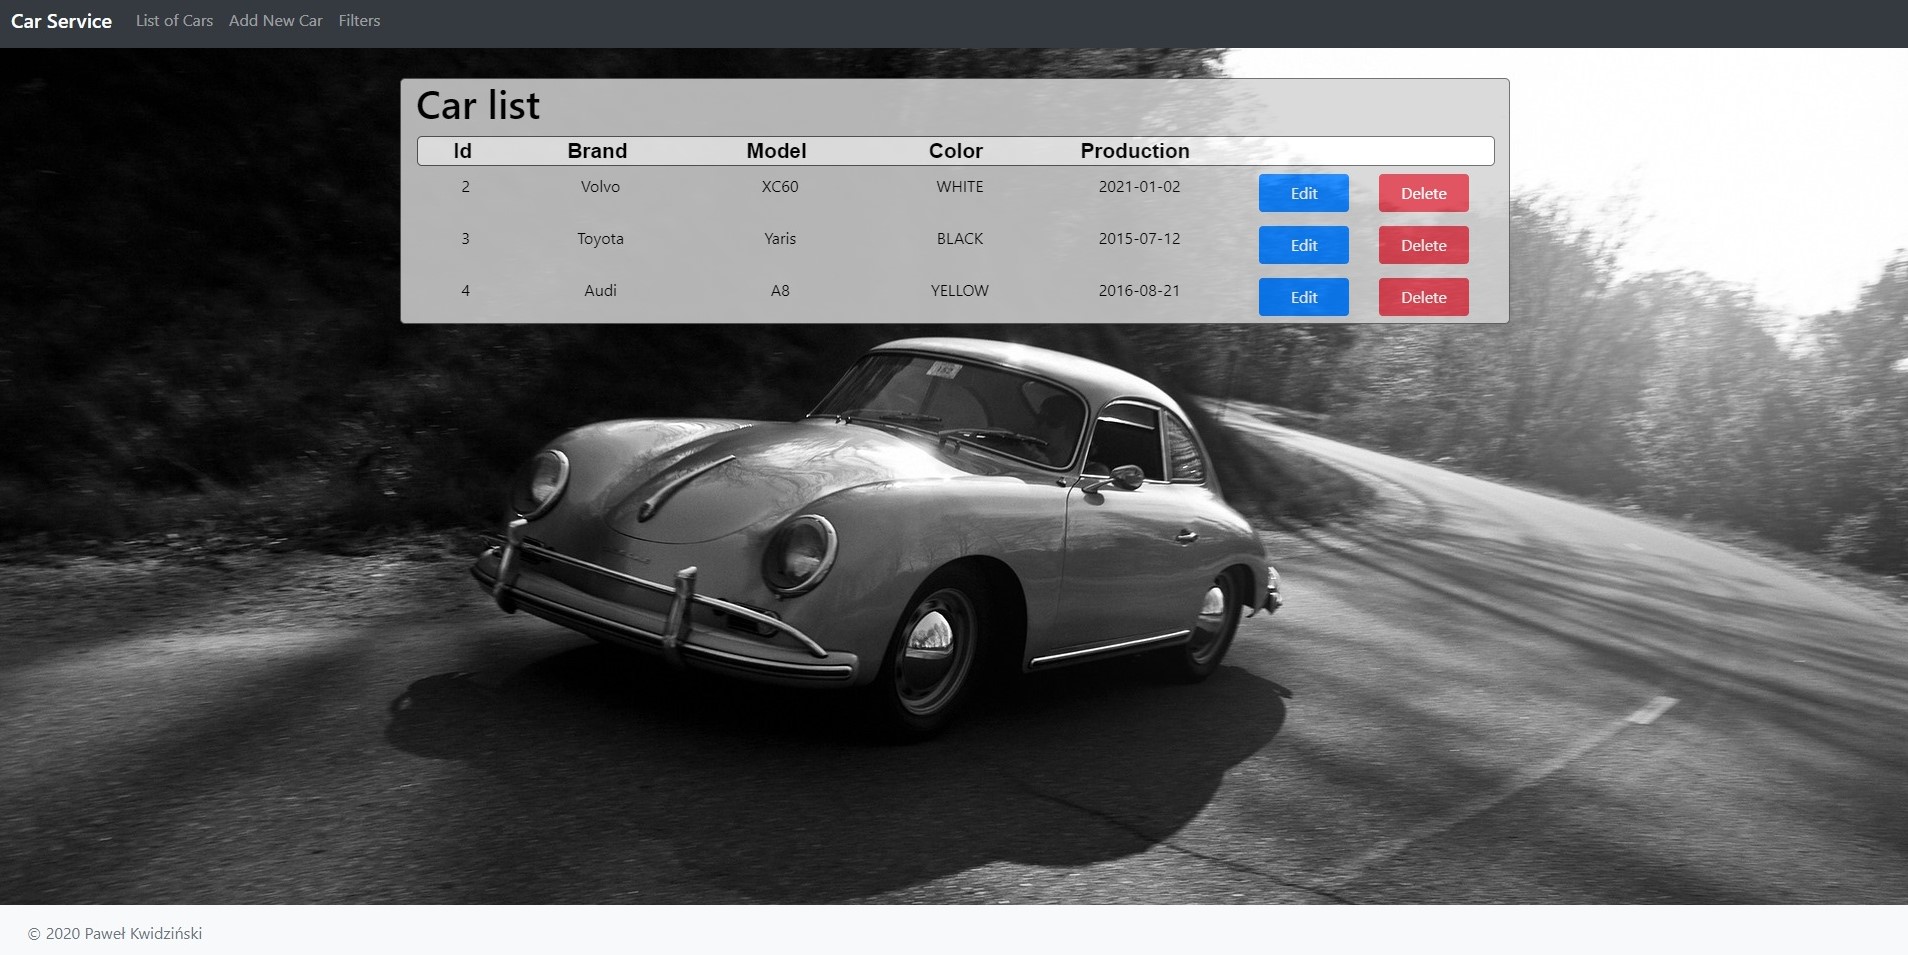 Car Service List of Cars Add New Car Filters
Car list
Id Brand Model Color Production
2 Volvo XC60 WHITE 2021-01-02 Edit Delete
3 Toyota Yaris BLACK 2015-07-12 Edit Delete
4 Audi A8 YELLOW 2016-08-21 Edit Delete
© 2020 Paweł Kwidziński